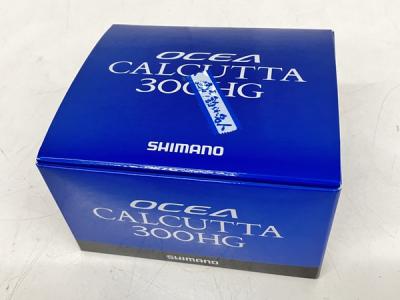 OCEA
CALCUTTA
300HG
SHIMANO
OCEA
CALCUTTA
300HG
SHIMANO